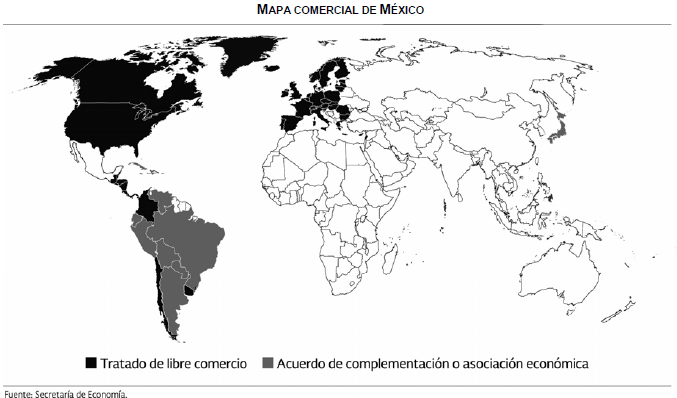 MAPA COMERCIAL DE MÉXICO
Tratado de libre comercio
Acuerdo de complementación o asociación económica
Fuente: Secretaría de Economía.